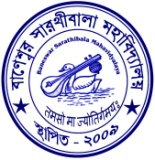 বানেশ্বর সারথীবালা মহাবিদ্যালয়
Baneswar Sarathibala Mahavidyalaya
তমসো মা জ্যোতির্গময়
স্থাপিত - ২০০৯